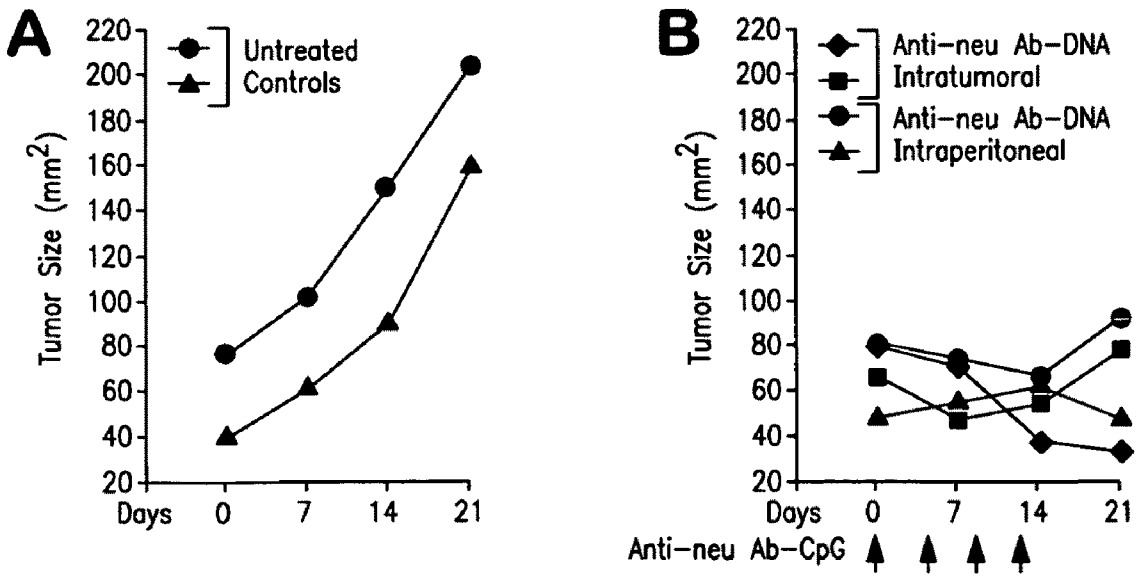 A
220
200
180
160
140
120
100
80
60
40
20
Tumor Size (mm2)
Untreated
Controls
Days 0 7 14 21
B
220
200
180
160
140
120
100
80
60
40
20
Tumor Size (mm2)
Anti-neu Ab-DNA
Intratumoral
Anti-neu Ab-DNA
Intraperitoneal
Days 0 7 14 21
Anti-neu Ab-CpG